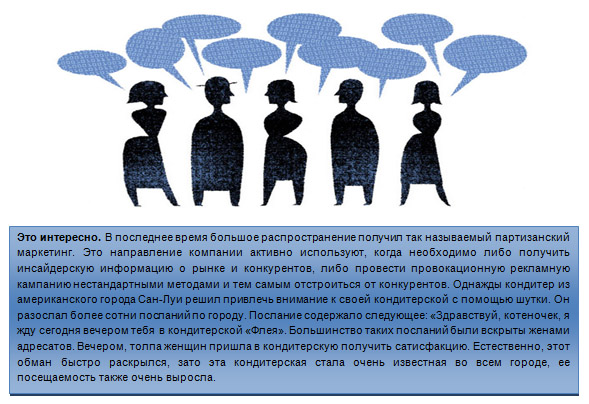 Это интересно. В последнее время большое распространение получил так называемый партизанский
маркетинг. Это направление компании активно используют, когда необходимо либо получить
инсайдерскую информацию о рынке и конкурентов, либо провести провокационную рекламную
кампанию нестандартными методами и тем самым отстроиться от конкурентов. Однажды кондитер из
американского города Сан-Луи решил привлечь внимание к своей кондитерской с помощью шутки. Он
разослал более сотни посланий по городу. Послание содержало следующее: «Здравствуй, котеночек, я
жду сегодня вечером тебя в кондитерской «Флея». Большинство таких посланий были вскрыты женами
адресатов. Вечером, толпа женщин пришла в кондитерскую получить сатисфакцию. Естественно, этот
обман быстро раскрылся, зато эта кондитерская стала очень известная во всем городе, ее
посещаемость также очень выросла.